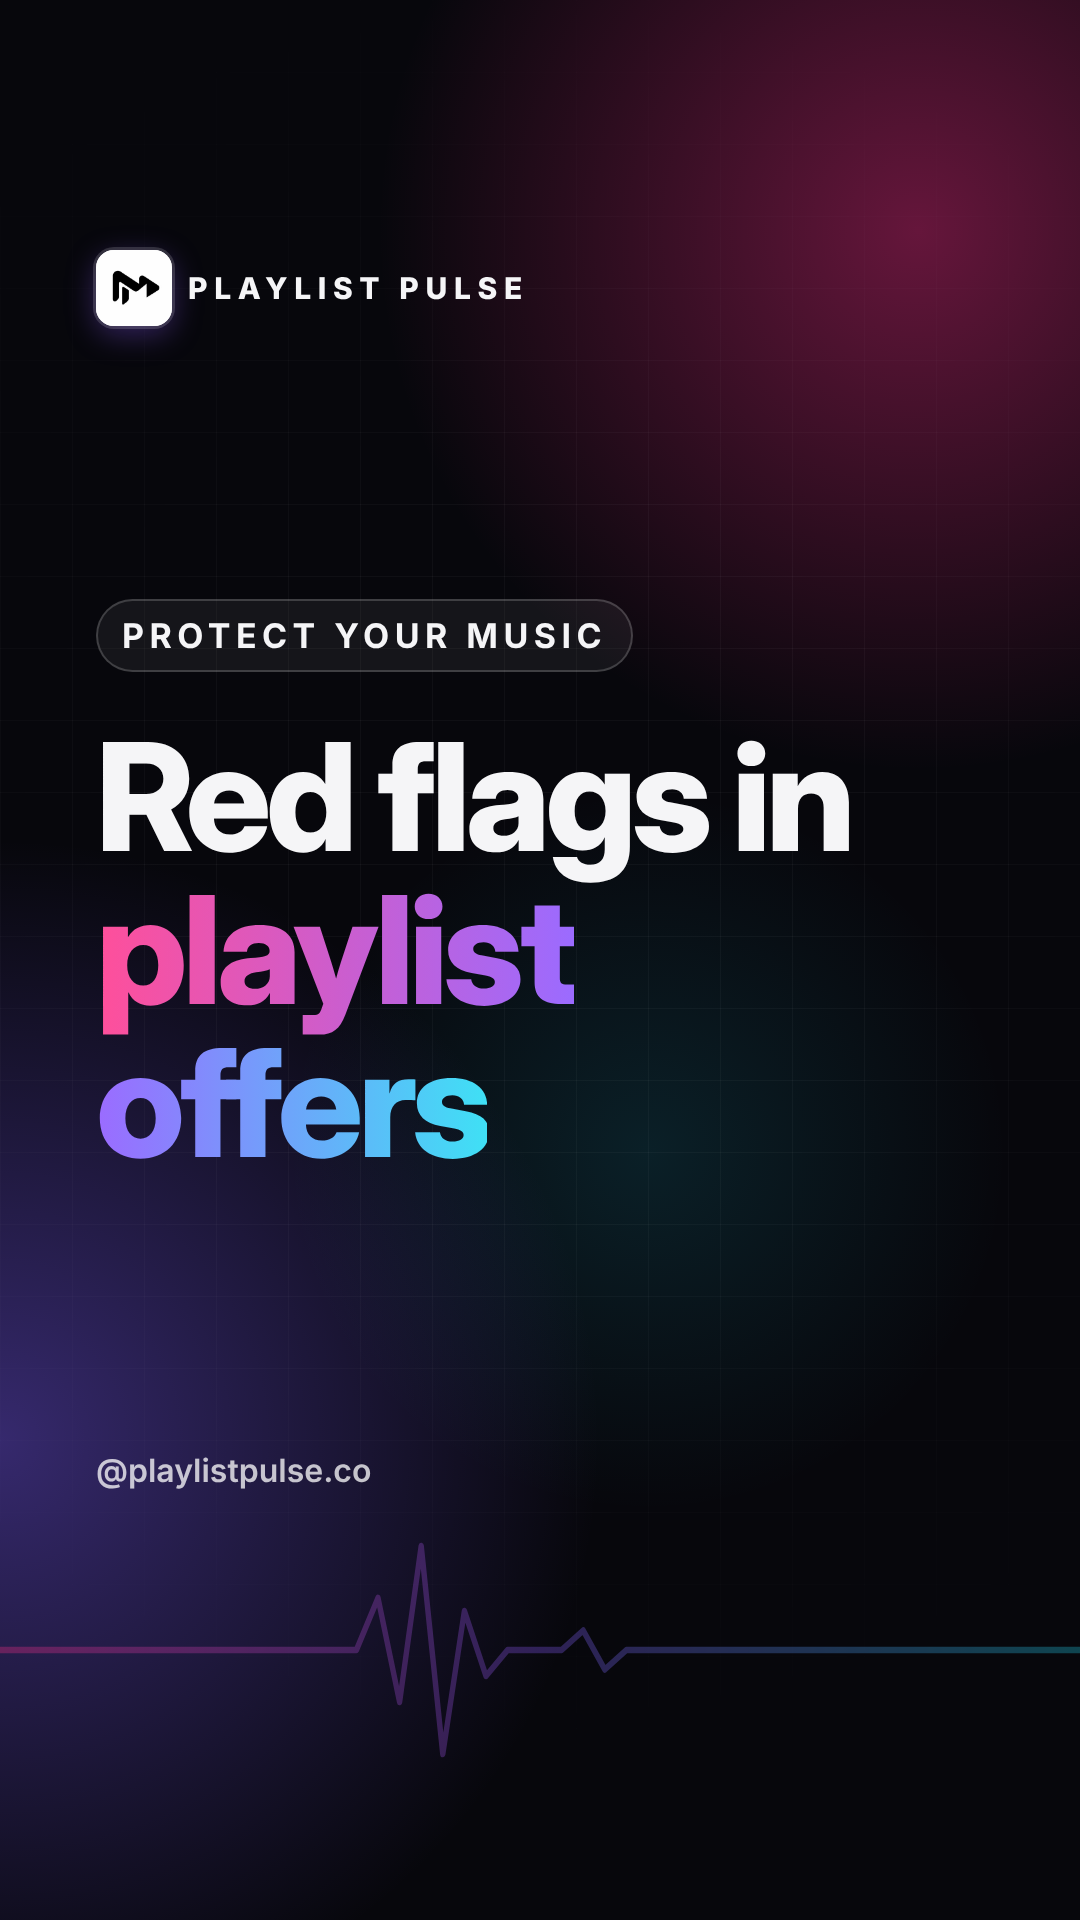 PLAYLIST PULSE
PROTECT YOUR MUSIC
Red flags in
playlist
offers
@playlistpulse.co